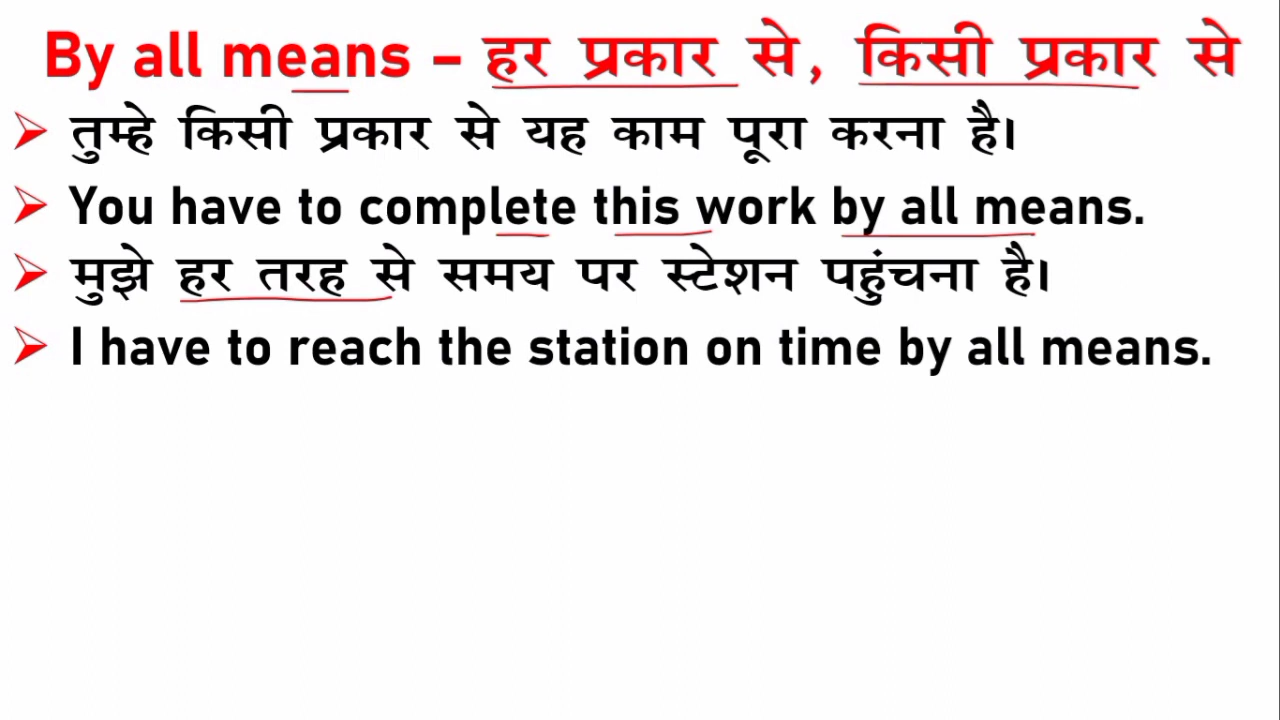 By all means – हर प्रकार से, किसी प्रकार से
तुम्हे किसी प्रकार से यह काम पूरा करना है।
You have to complete this work by all means.
मुझे हर तरह से समय पर स्टेशन पहुंचना है।
I have to reach the station on time by all means.